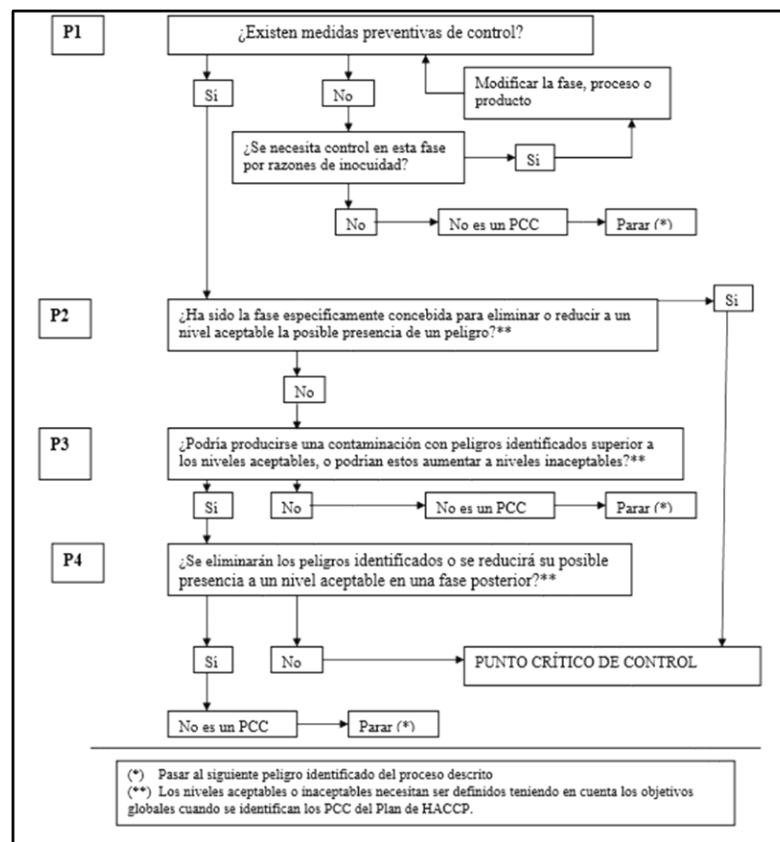 P1
¿Existen medidas preventivas de control?
Si
No
Modificar la fase, proceso o
producto
¿Se necesita control en esta fase
por razones de inocuidad?
Si
No
No es un PCC
Parar (*)
P2
¿Ha sido la fase específicamente concebida para eliminar o reducir a un
nivel aceptable la posible presencia de un peligro?**
Si
No
P3
¿Podría producirse una contaminación con peligros identificados superior a
los niveles aceptables, o podrían estos aumentar a niveles inaceptables?**
Si
No
No es un PCC
Parar (*)
P4
¿Se eliminarán los peligros identificados o se reducirá su posible
presencia a un nivel aceptable en una fase posterior?**
Si
No
PUNTO CRÍTICO DE CONTROL
No es un PCC
Parar (*)
(*) Pasar al siguiente peligro identificado del proceso descrito
(**) Los niveles aceptables o inaceptables necesitan ser definidos teniendo en cuenta los objetivos
globales cuando se identifican los PCC del Plan de HACCP.